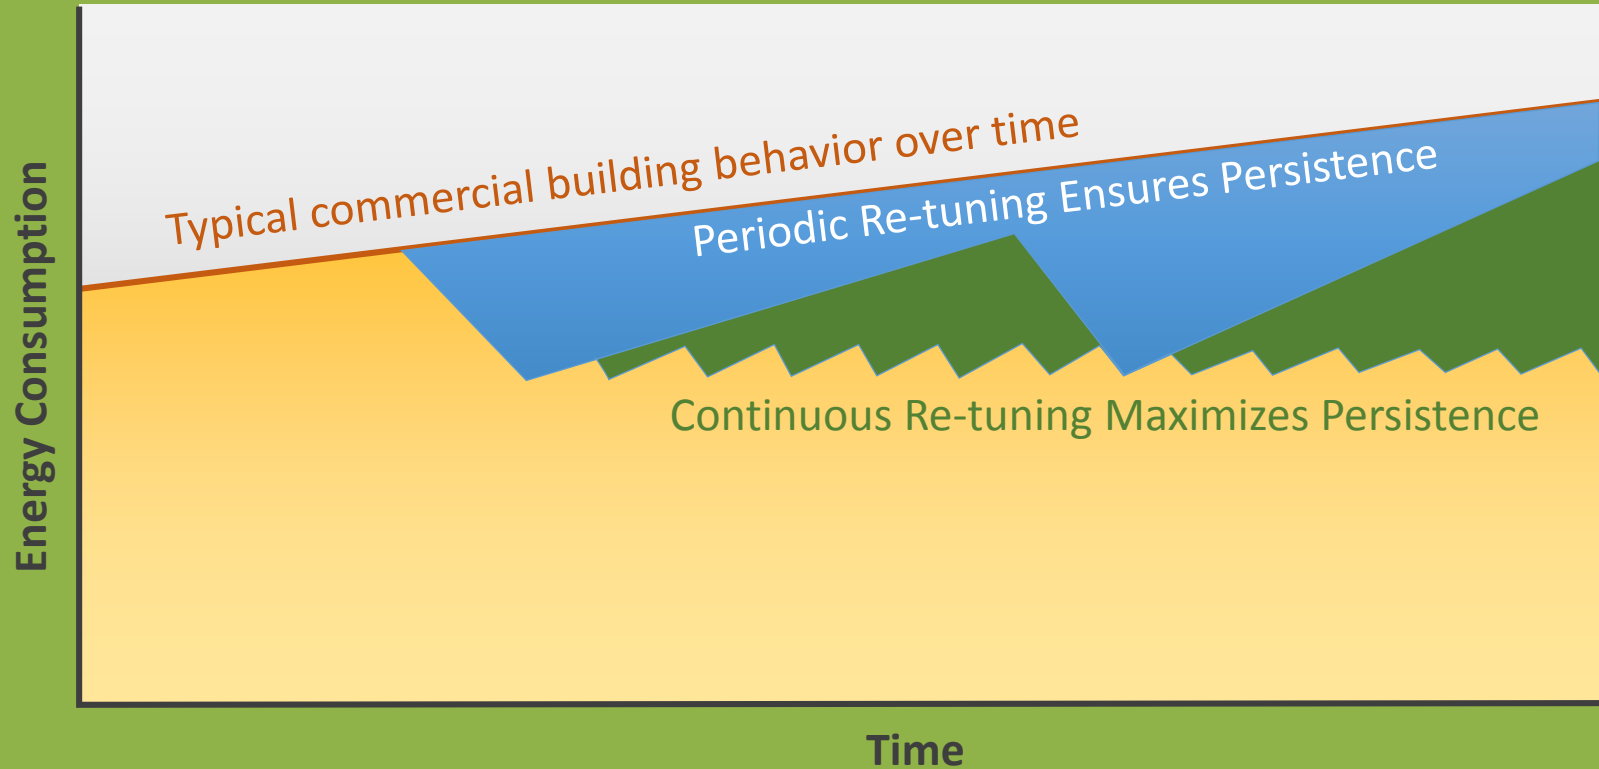 Energy Consumption
Typical commercial building behavior over time
Periodic Re-tuning Ensures Persistence
Continuous Re-tuning Maximizes Persistence
Time